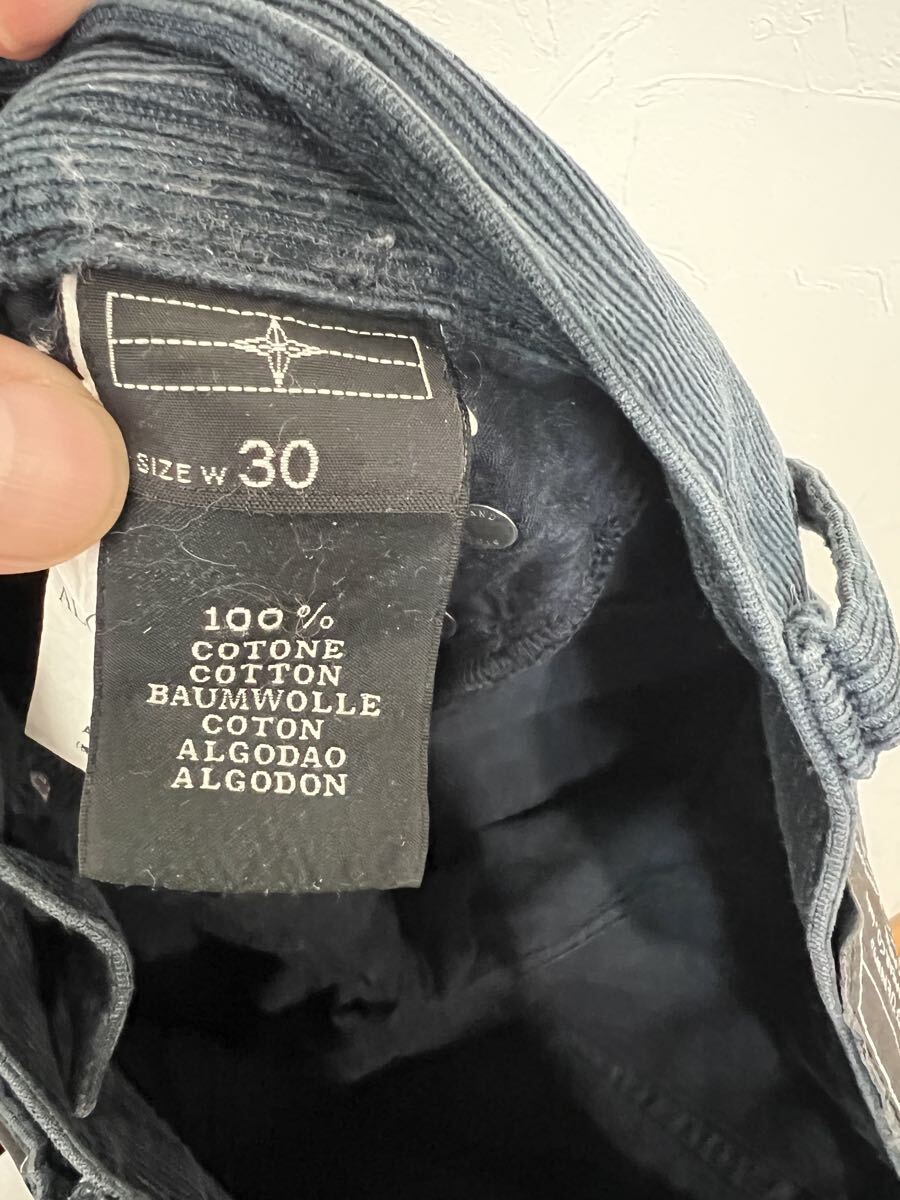 SIZE W 30
100%
COTONE
COTTON
BAUMWOLLE
COTON
ALGODAO
ALGODON